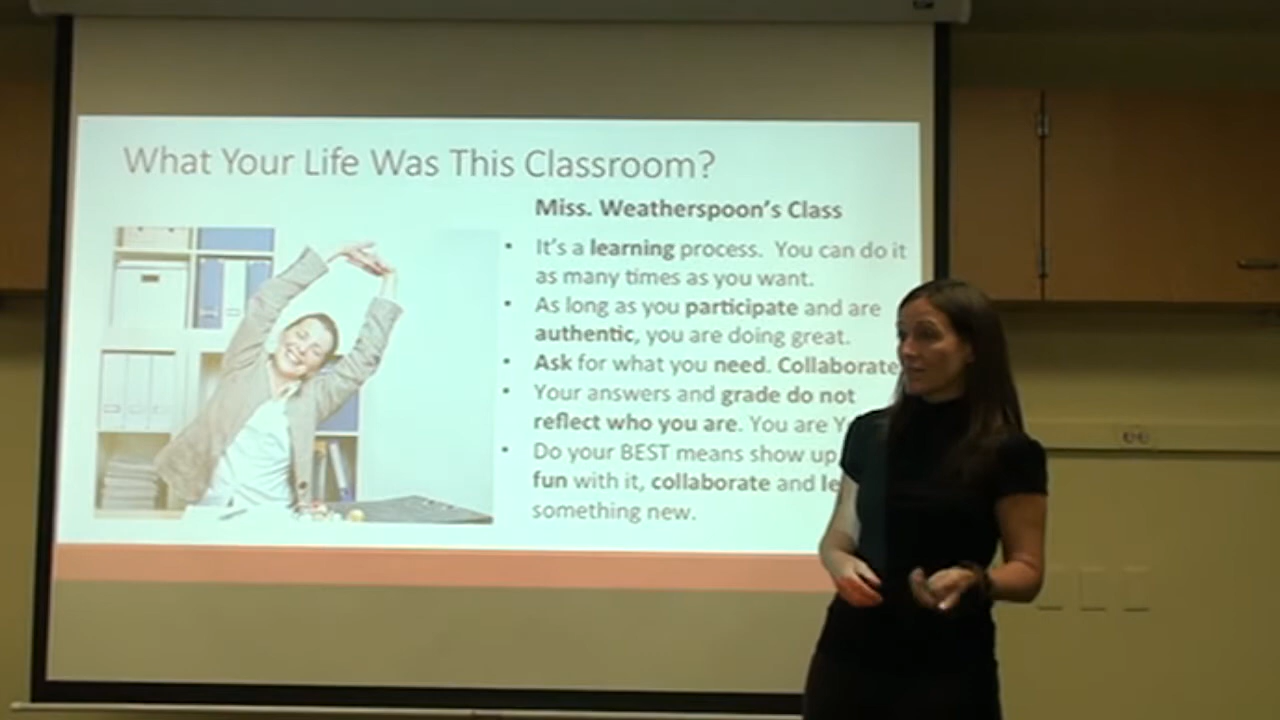 What Your Life Was This Classroom?
Miss. Weatherspoon's Class
• It's a learning process. You can do it
as many times as you want.
• As long as you participate and are
authentic, you are doing great.
• Ask for what you need. Collaborate
• Your answers and grade do not
reflect who you are. You are
• Do your BEST means show up
fun with it, collaborate and
something new.